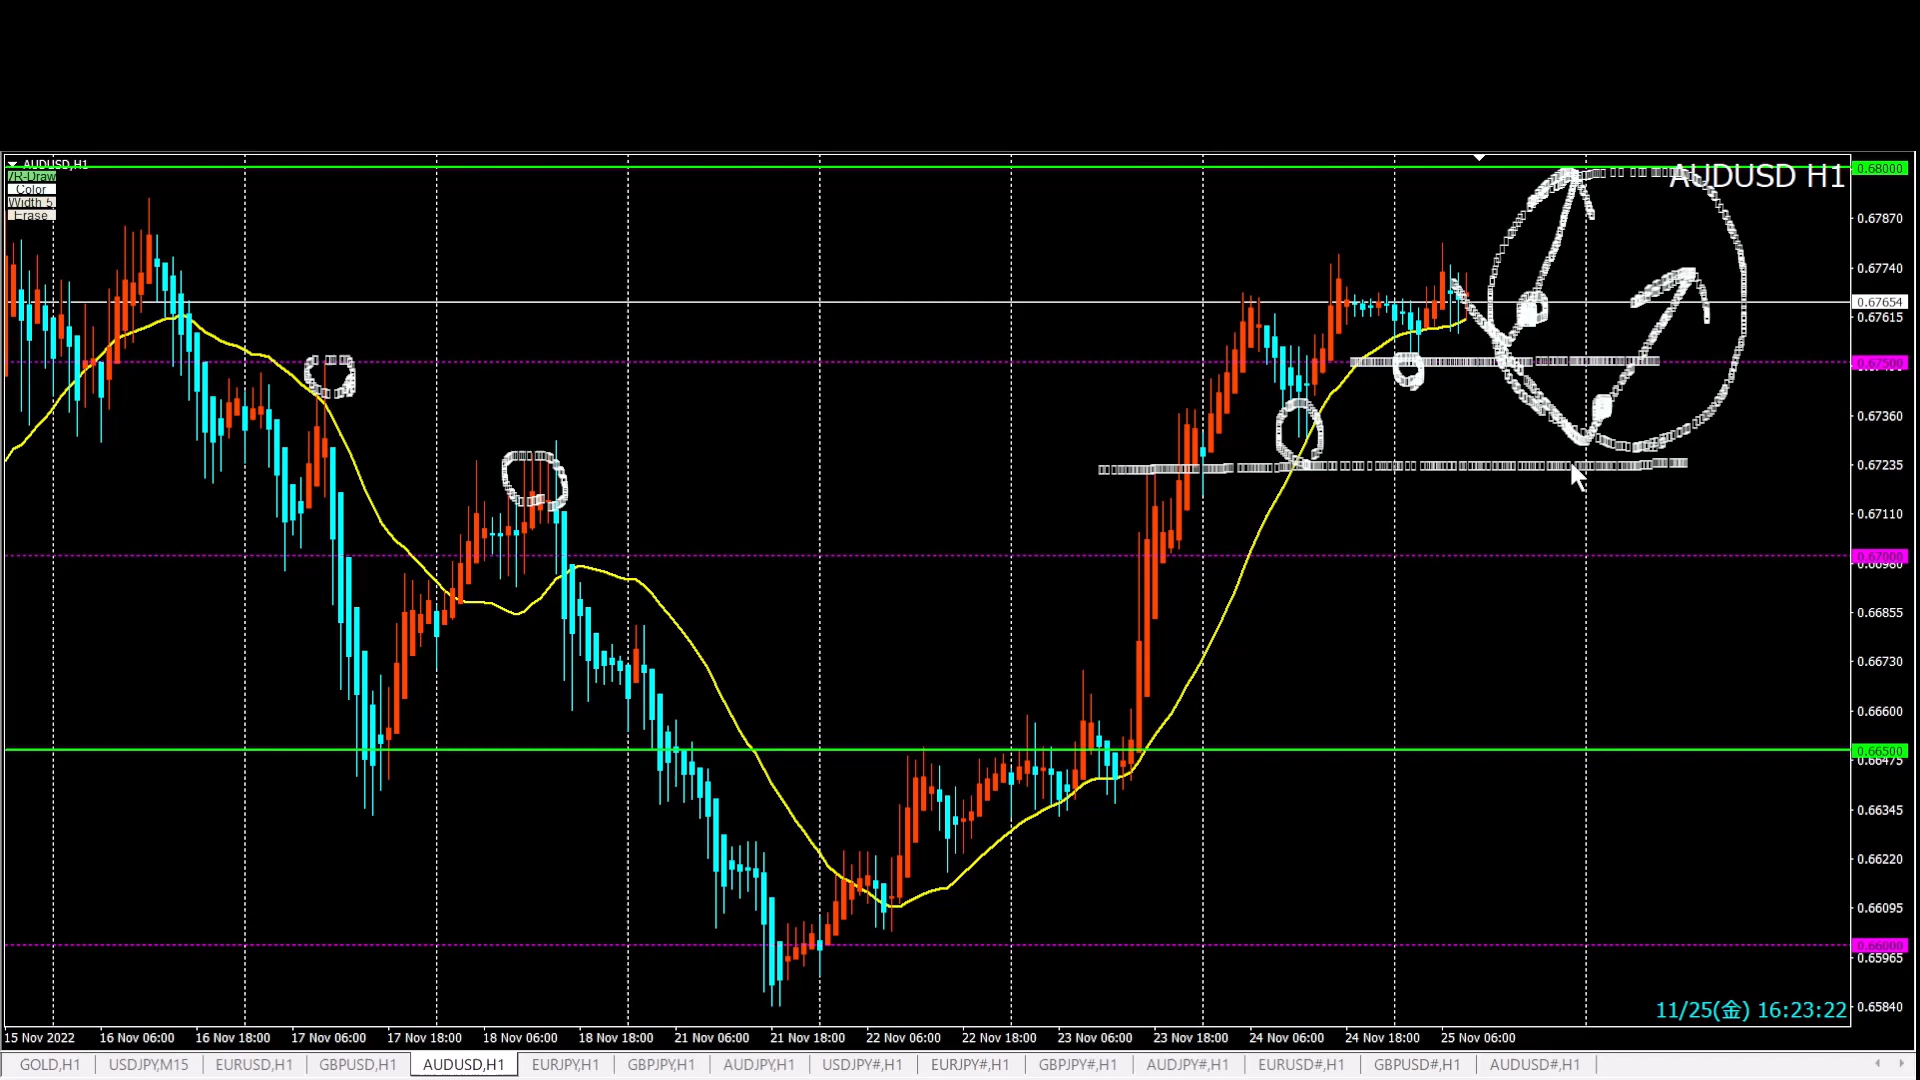 AUDUSD,H1
0.68000
AUDUSD H1
Color
Width 5
Erase
0.67870
0.67740
0.67654
0.67615
0.67500
0.67360
0.67235
0.67110
0.67000
0.66855
0.66730
0.66600
0.66500
0.66475
0.66345
0.66220
0.66095
0.66000
0.65965
0.65840
11/25(金) 16:23:22
15 Nov 2022 16 Nov 06:00 16 Nov 18:00 17 Nov 06:00 17 Nov 18:00 18 Nov 06:00 18 Nov 18:00 21 Nov 06:00 21 Nov 18:00 22 Nov 06:00 22 Nov 18:00 23 Nov 06:00 23 Nov 18:00 24 Nov 06:00 24 Nov 18:00 25 Nov 06:00
GOLD,H1 USDJPY,M15 EURUSD,H1 GBPUSD,H1 AUDUSD,H1 EURJPY,H1 GBPJPY,H1 AUDJPY,H1 USDJPY#,H1 EURJPY#,H1 GBPJPY#,H1 AUDJPY#,H1 EURUSD#,H1 GBPUSD#,H1 AUDUSD#,H1